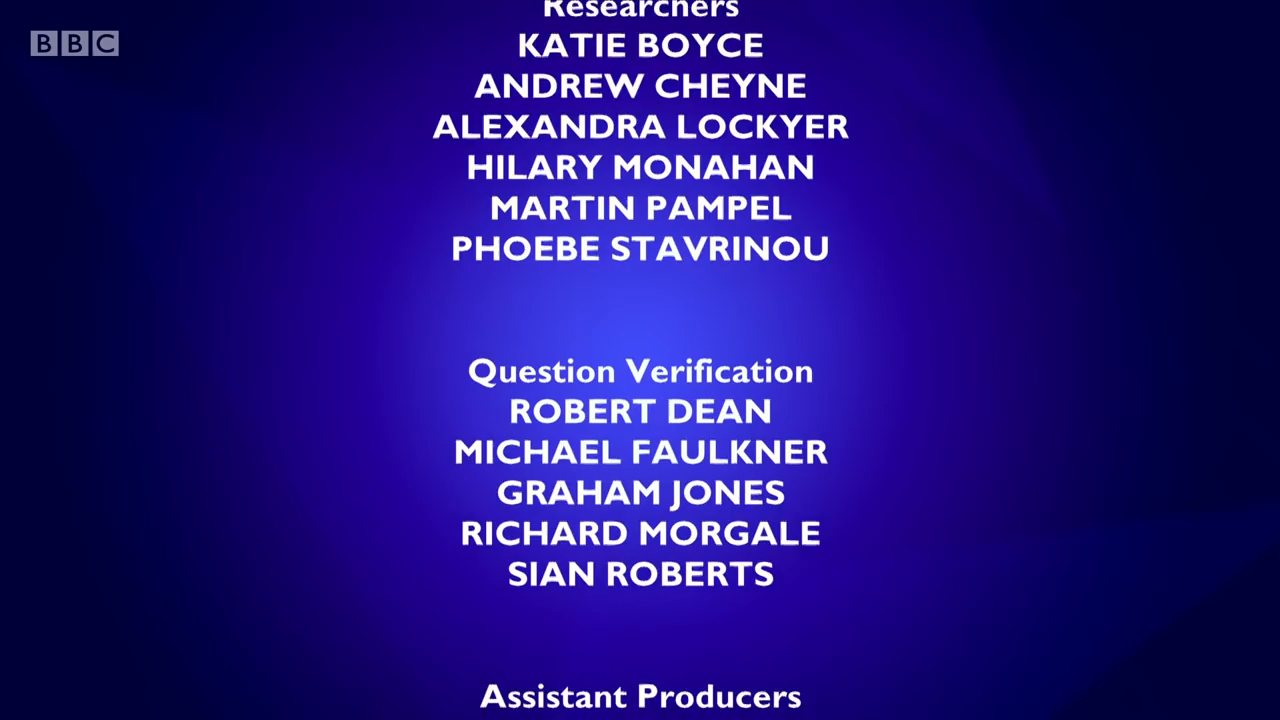 BBC
Researchers
KATIE BOYCE
ANDREW CHEYNE
ALEXANDRA LOCKYER
HILARY MONAHAN
MARTIN PAMPEL
PHOEBE STAVRINOU
Question Verification
ROBERT DEAN
MICHAEL FAULKNER
GRAHAM JONES
RICHARD MORGALE
SIAN ROBERTS
Assistant Producers